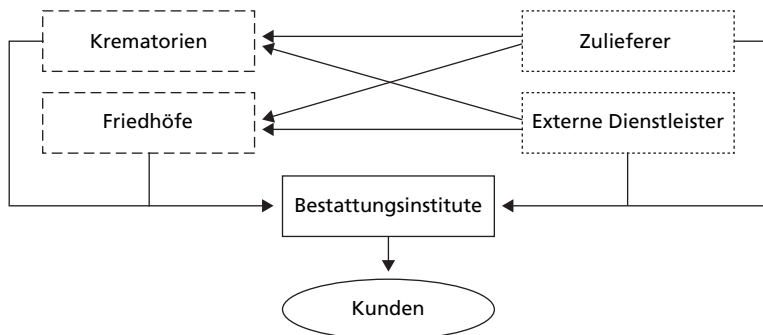 Krematorien
Zulieferer
Friedhöfe
Externe Dienstleister
Bestattungsinstitute
Kunden